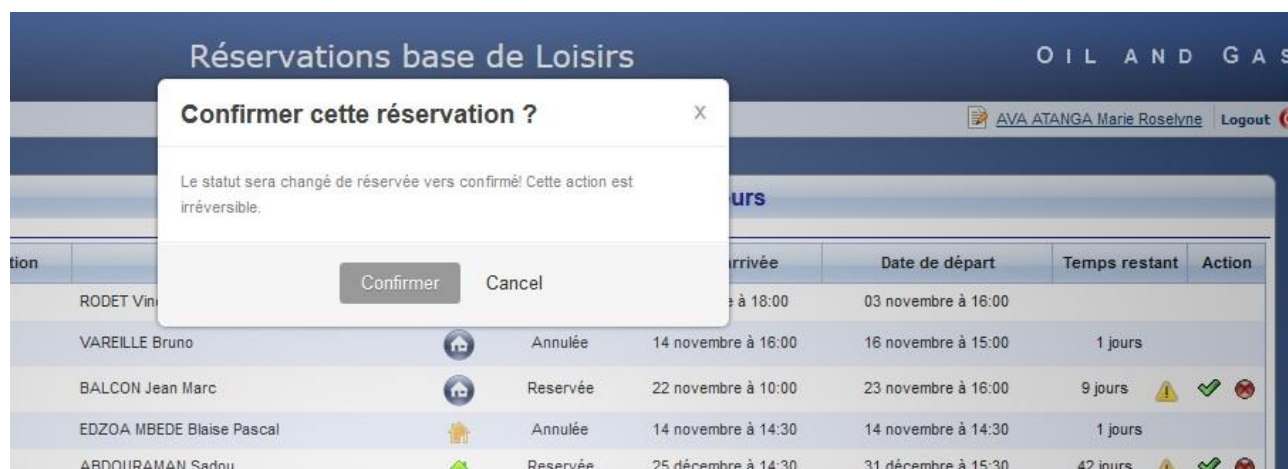 Réservations base de Loisirs
OIL AND GAS
Confirmer cette réservation ?
X
AVA ATANGA Marie Roselyne
Logout
Le statut sera changé de réservée vers confirmé! Cette action est
irréversible.
Confirmer
Cancel
Date de départ Temps restant Action
RODET à 18:00 03 novembre à 16:00
VAREILLE Bruno Annulée 14 novembre à 16:00 16 novembre à 15:00 1 jours
BALCON Jean Marc Reservée 22 novembre à 10:00 23 novembre à 16:00 9 jours
EDZOA MBEDE Blaise Pascal Annulée 14 novembre à 14:30 14 novembre à 14:30 1 jours
ABDOURAMAN Sadou Reservée 25 décembre à 14:30 31 décembre à 15:30 42 jours